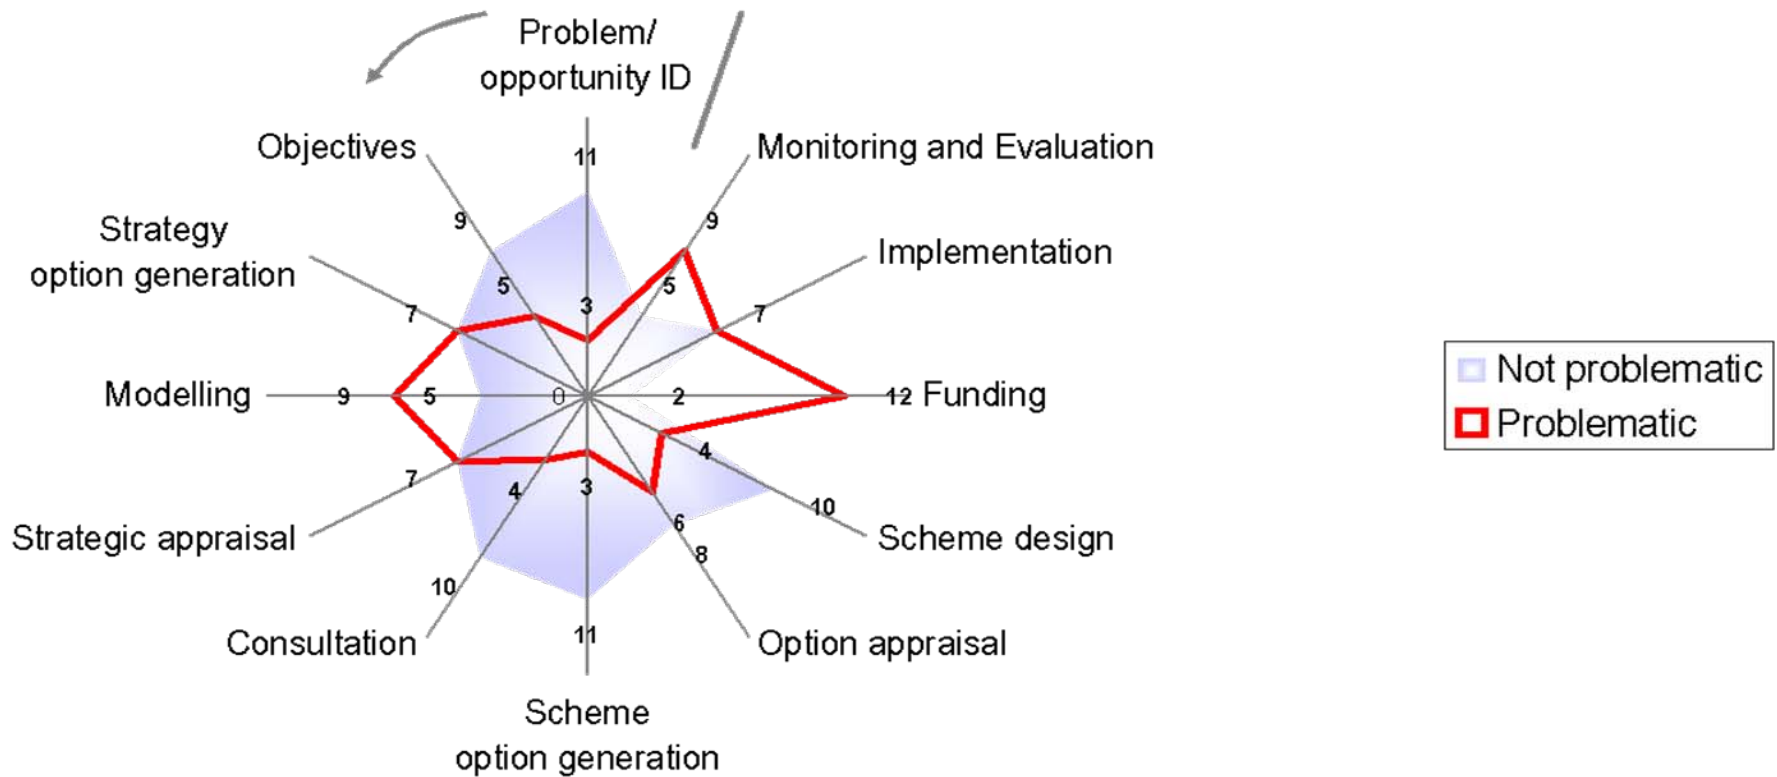 Problem/
opportunity ID
Objectives
11
Monitoring and Evaluation
9
9
Strategy
option generation
Implementation
5
3
5
7
7
Modelling
9
5
0
2
12
Funding
Not problematic
Problematic
7
4
4
3
10
Strategic appraisal
6
Scheme design
8
10
Consultation
11
Option appraisal
Scheme
option generation